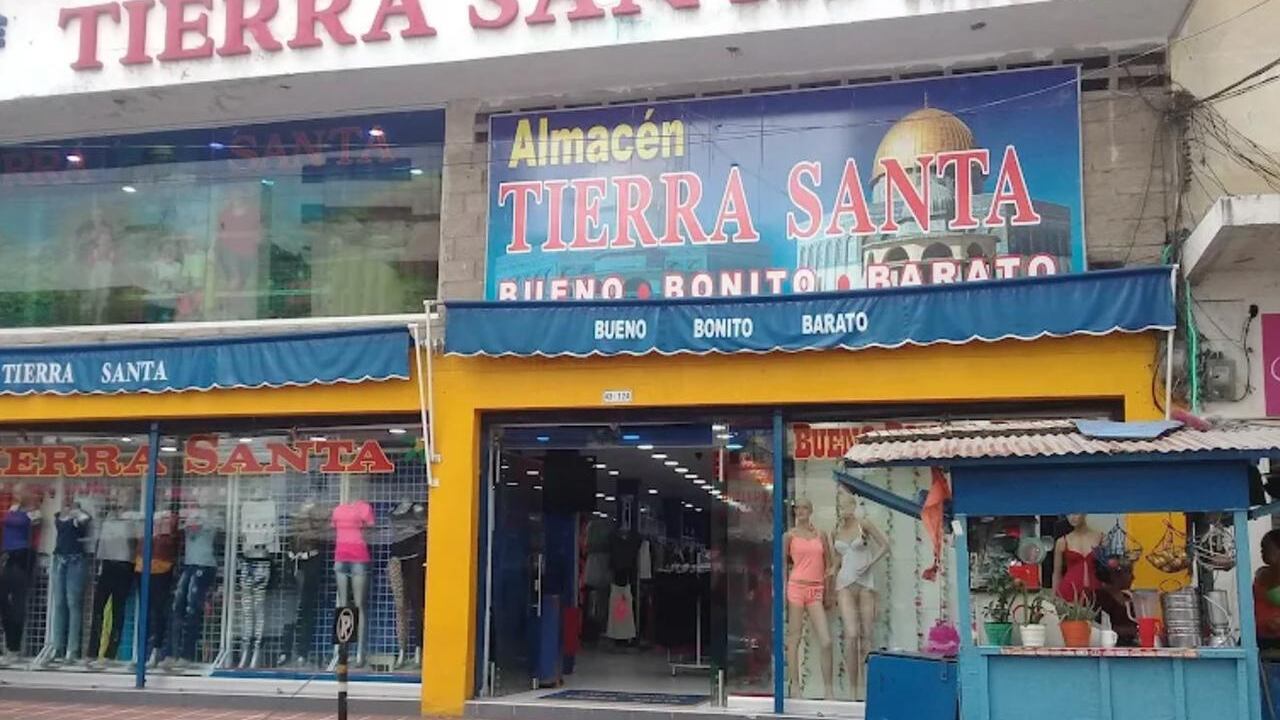 TIERRA SANTA
Almacén
TIERRA SANTA
BUENO • BONITO • BARATO
BUENO BONITO BARATO
TIERRA SANTA
TIERRA SANTA
BUENO